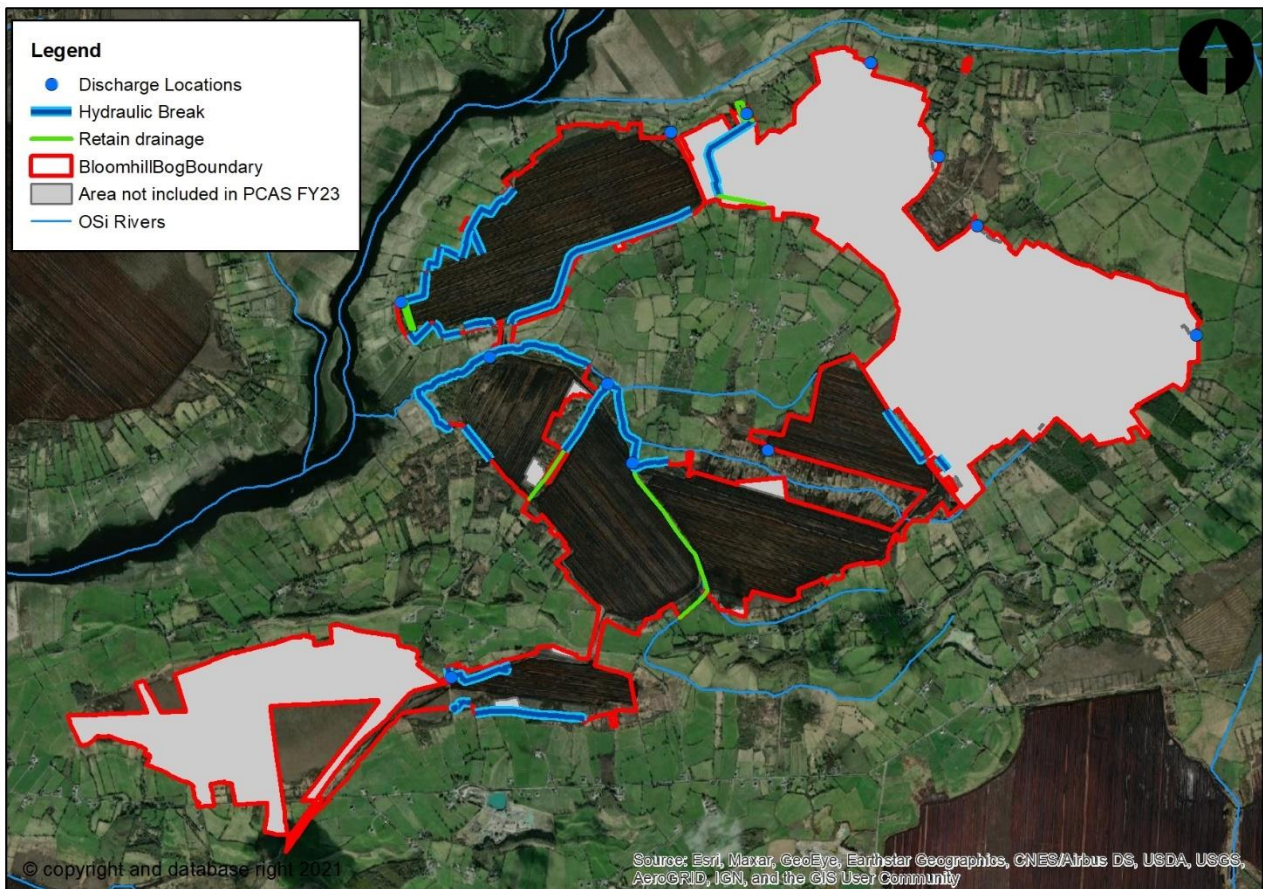 Legend
Discharge Locations
Hydraulic Break
Retain drainage
BloomhillBogBoundary
Area not included in PCAS FY23
OSi Rivers
© copyright and database right 2021
Source: Esri, Maxar, GeoEye, Earthstar Geographics, CNES/Airbus DS, USDA, USGS,
AeroGRID, IGN, and the GIS User Community